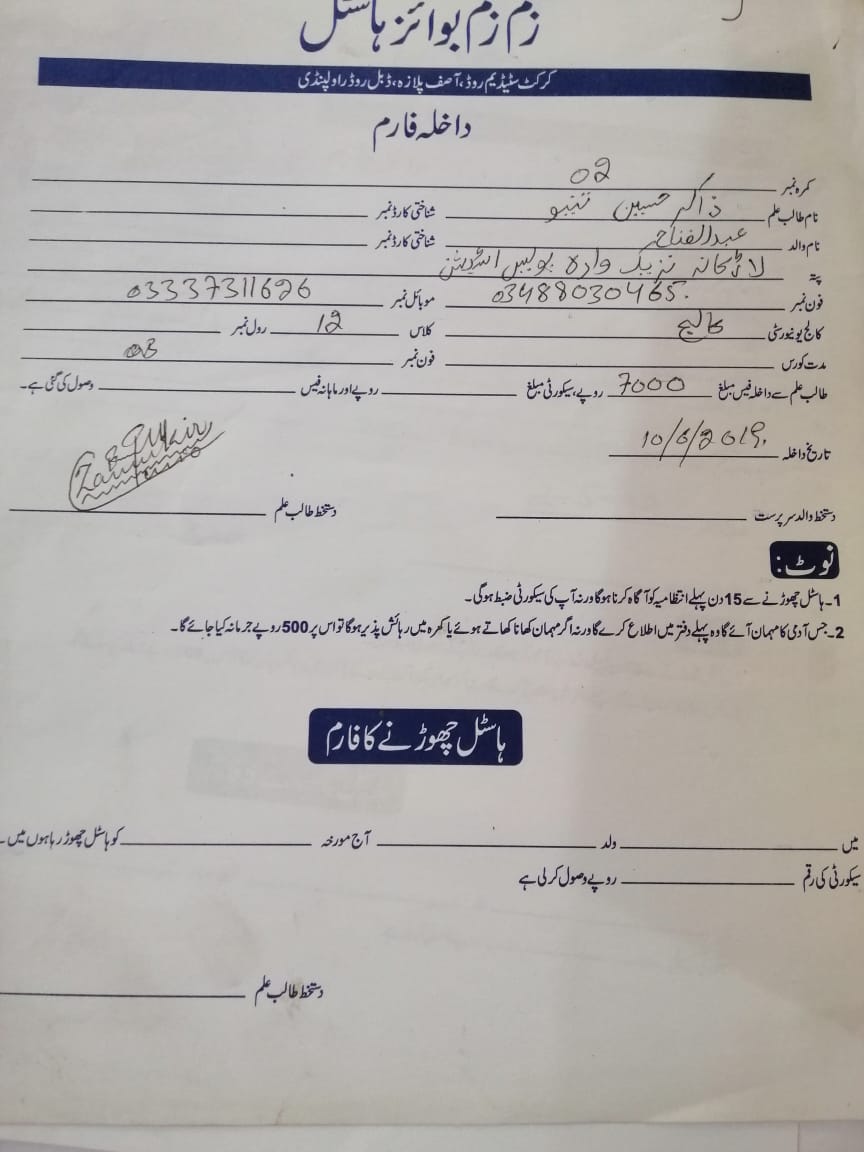 زم زم بوائز ہاسٹل
کرکٹ سٹیڈیم روڈ، آصف پلازہ، ڈبل روڈ راولپنڈی
داخلہ فارم
کمرہ نمبر 02
نام طالب علم ذاکر حسین تنیو شناختی کارڈ نمبر
نام والد عبدالفتاح شناختی کارڈ نمبر
پتہ لاڑکانہ نزیک وارہ پولیس اسٹیشن
فون نمبر 03488030465 موبائل نمبر 03337311626
کالج یونیورسٹی کالیج کلاس 12 رول نمبر
مدت کورس فون نمبر
طالب علم سے داخلہ فیس مبلغ 7000 روپے، سیکورٹی مبلغ روپے اور ماہانہ فیس وصول کی گئی ہے۔
تاریخ داخلہ 10/6/2019
دستخط والد سرپرست دستخط طالب علم
نوٹ:
1۔ ہاسٹل چھوڑنے سے 15 دن پہلے انتظامیہ کو آگاہ کرنا ہوگا ورنہ آپ کی سیکورٹی ضبط ہوگی۔
2۔ جس آدمی کا مہمان آئے گا وہ پہلے دفتر میں اطلاع کرے گا ورنہ اگر مہمان کھانا کھاتے ہوئے یا کمرہ میں رہائش پذیر ہوگا تو اس پر 500 روپے جرمانہ کیا جائے گا۔
ہاسٹل چھوڑنے کا فارم
میں ولد آج مورخہ کو ہاسٹل چھوڑ رہا ہوں میں۔
سیکورٹی کی رقم روپے وصول کر لی ہے
دستخط طالب علم